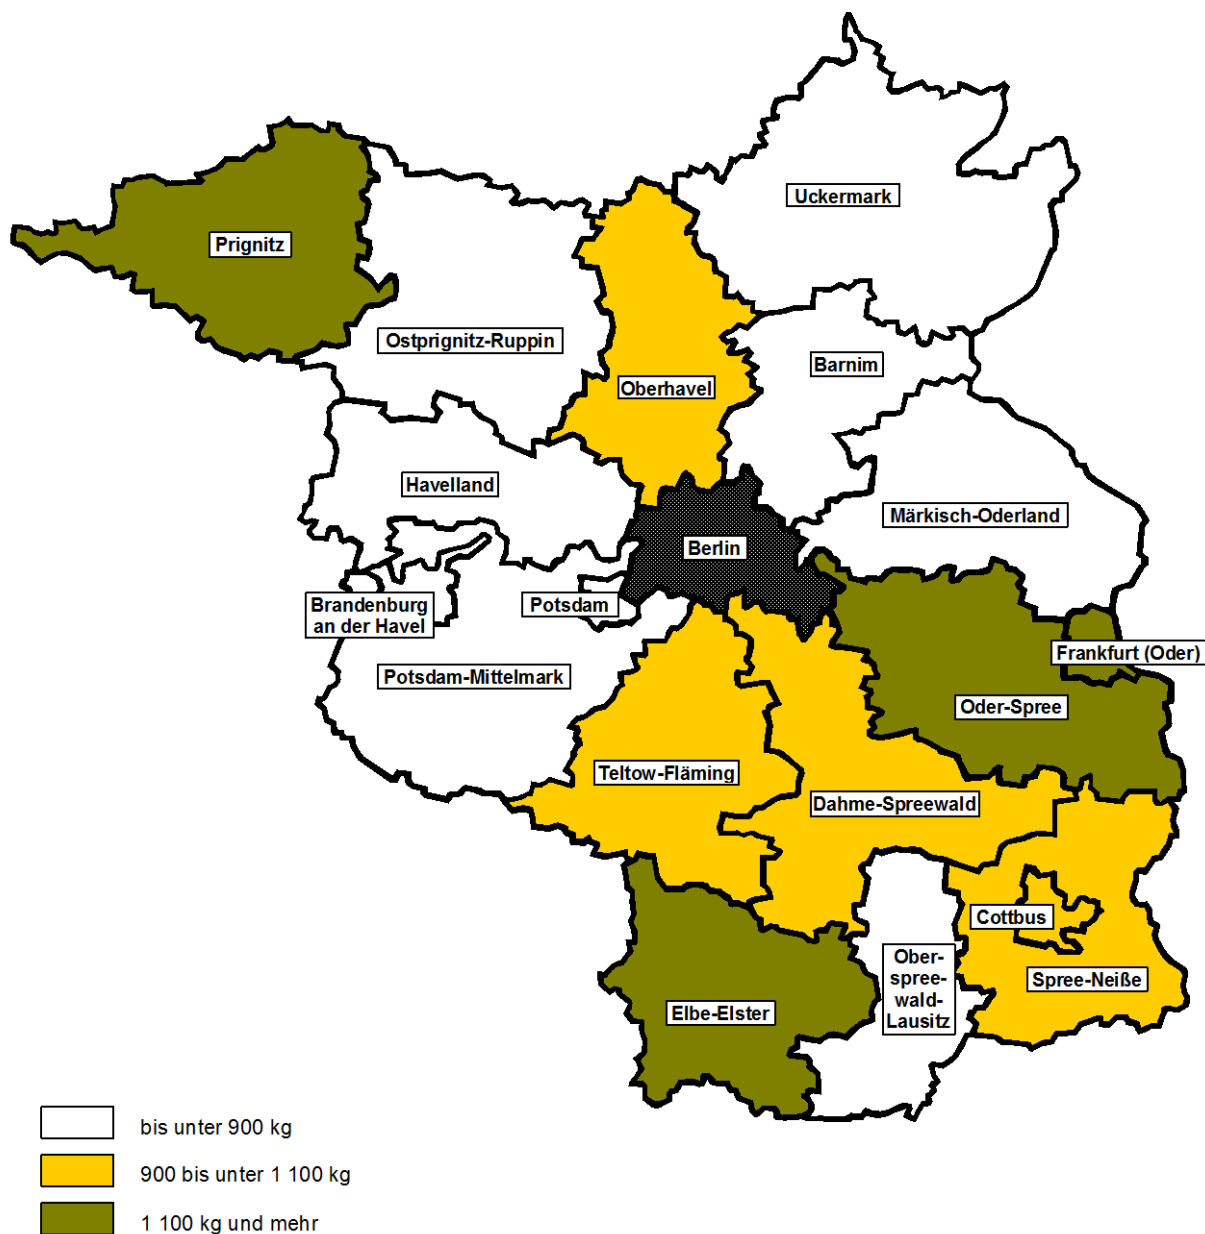 Uckermark
Prignitz
Ostprignitz-Ruppin
Barnim
Oberhavel
Havelland
Märkisch-Oderland
Berlin
Brandenburg
an der Havel
Potsdam
Frankfurt (Oder)
Potsdam-Mittelmark
Oder-Spree
Teltow-Fläming
Dahme-Spreewald
Cottbus
Ober-
spree-
wald-
Lausitz
Spree-Neiße
Elbe-Elster
bis unter 900 kg
900 bis unter 1 100 kg
1 100 kg und mehr